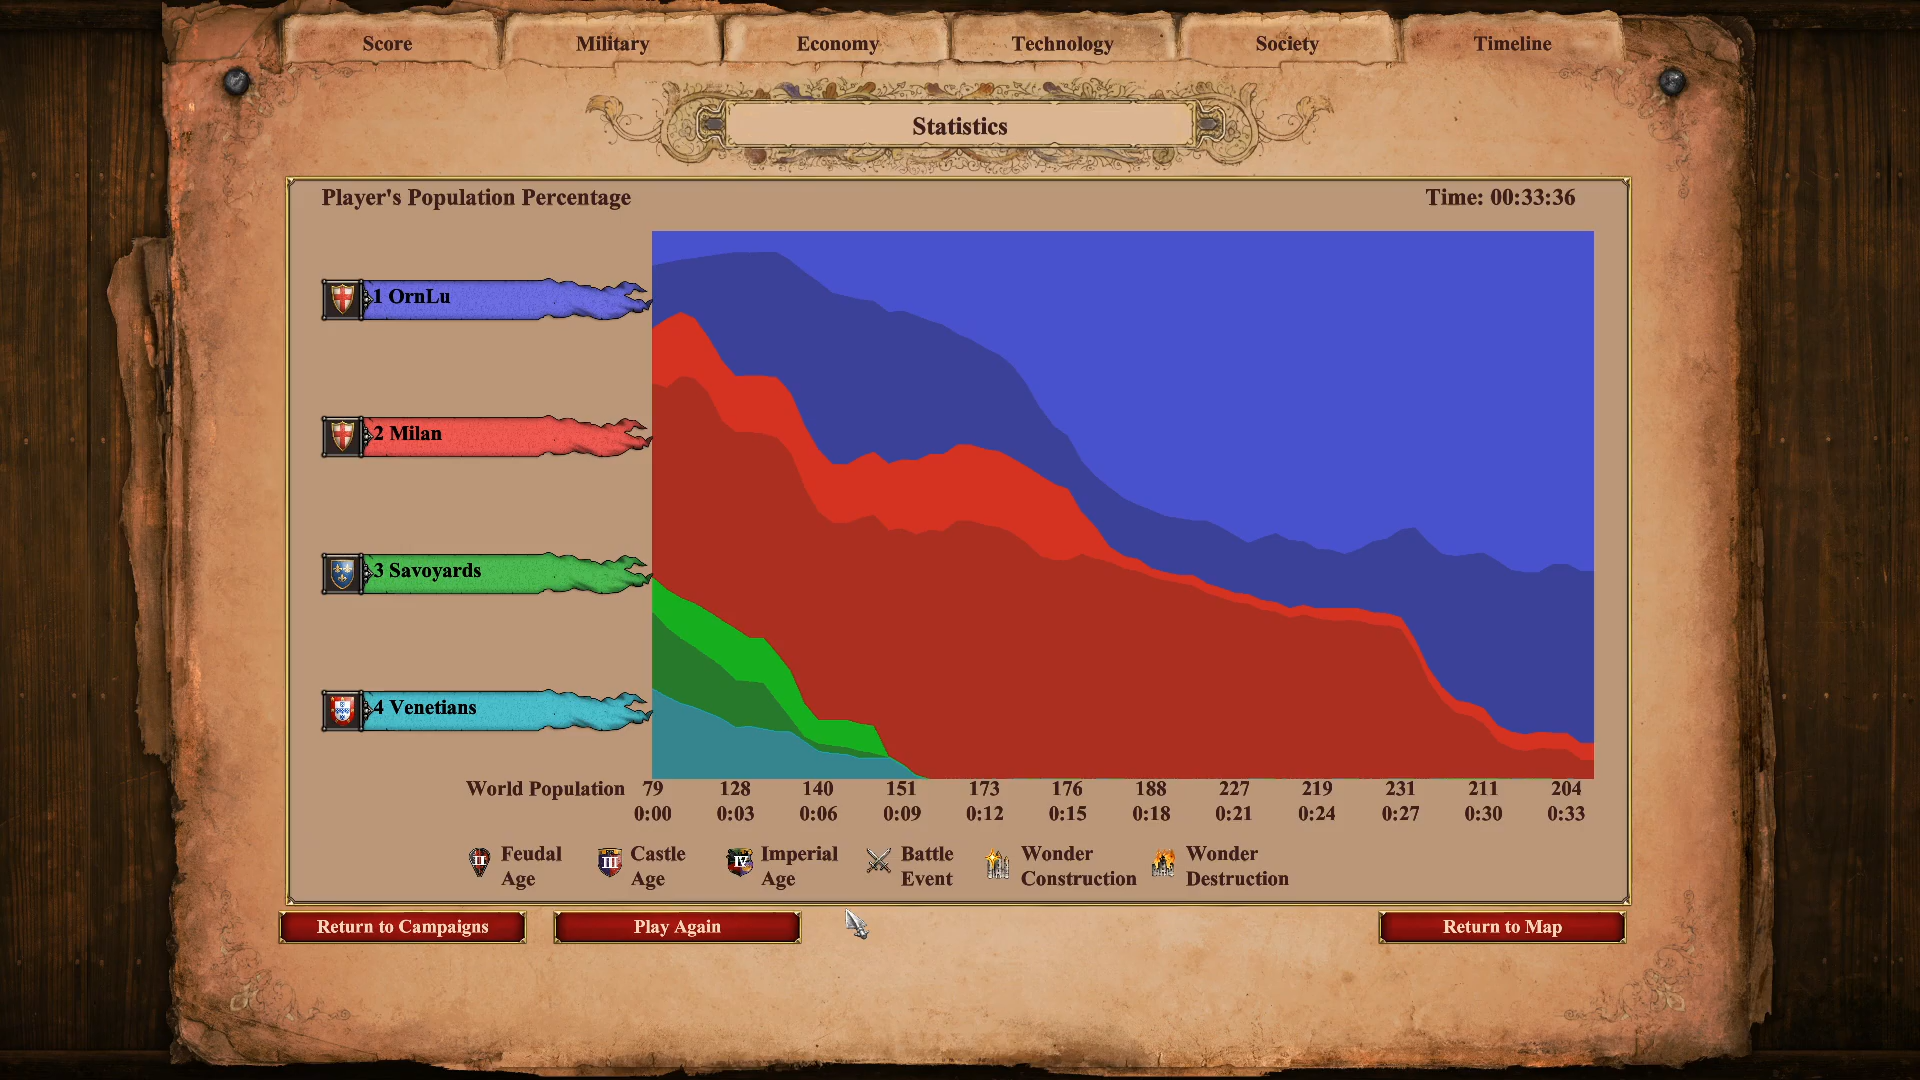 Score
Military
Economy
Technology
Society
Timeline
Statistics
Player's Population Percentage
Time: 00:33:36
1 OrnLu
2 Milan
3 Savoyards
4 Venetians
World Population 79 128 140 151 173 176 188 227 219 231 211 204
0:00 0:03 0:06 0:09 0:12 0:15 0:18 0:21 0:24 0:27 0:30 0:33
II Feudal
Age
III Castle
Age
IV Imperial
Age
Battle
Event
Wonder
Construction
Wonder
Destruction
Return to Campaigns
Play Again
Return to Map